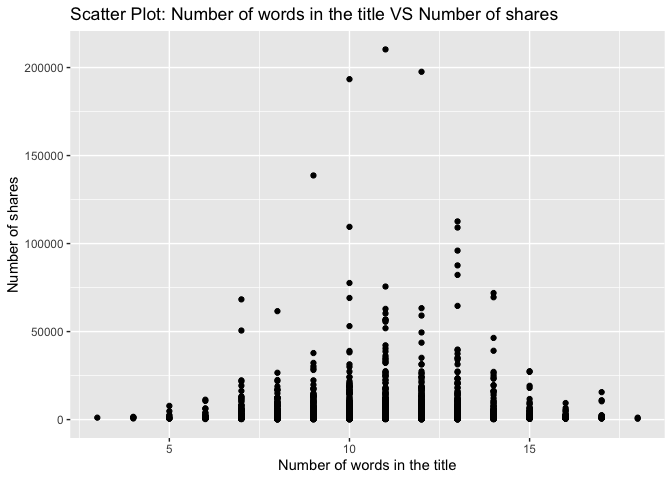 Scatter Plot: Number of words in the title VS Number of shares
200000
150000
100000
50000
0
Number of shares
5 10 15
Number of words in the title